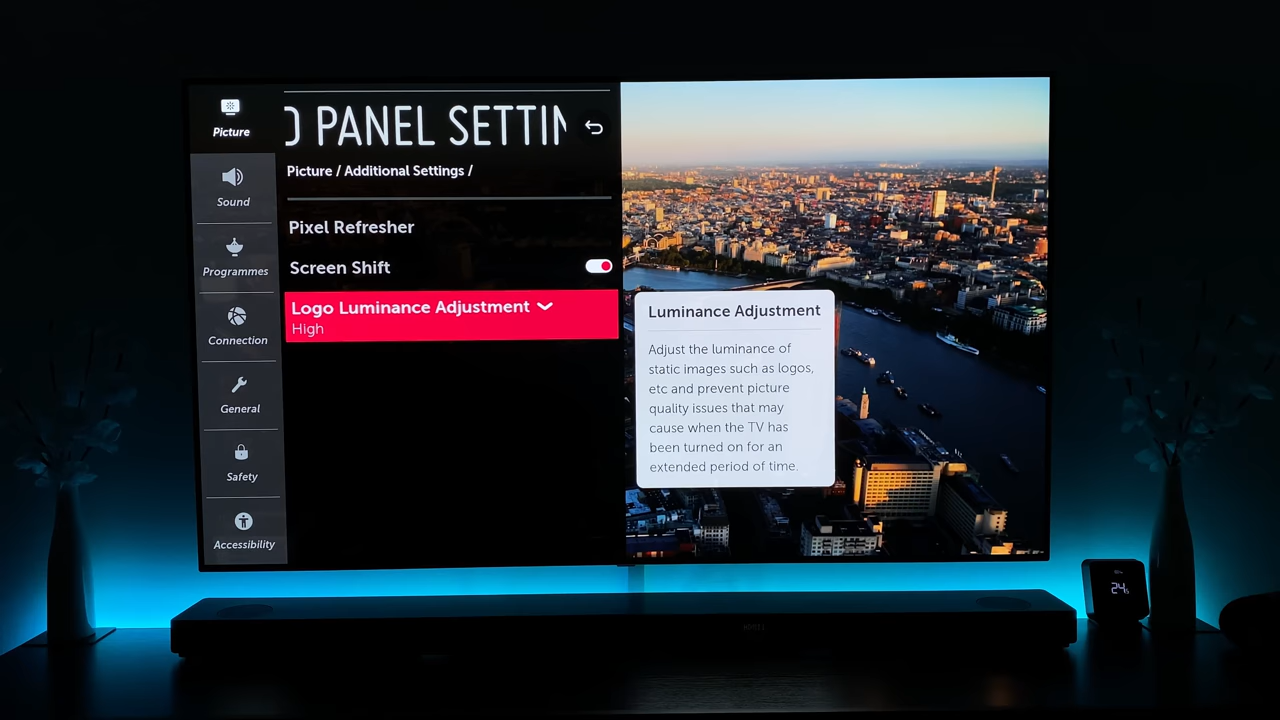 Picture
Sound
Programmes
Connection
General
Safety
Accessibility
PANEL SETTIN
Picture / Additional Settings /
Pixel Refresher
Screen Shift
Logo Luminance Adjustment
High
Luminance Adjustment
Adjust the luminance of
static images such as logos,
etc and prevent picture
quality issues that may
cause when the TV has
been turned on for an
extended period of time.
24